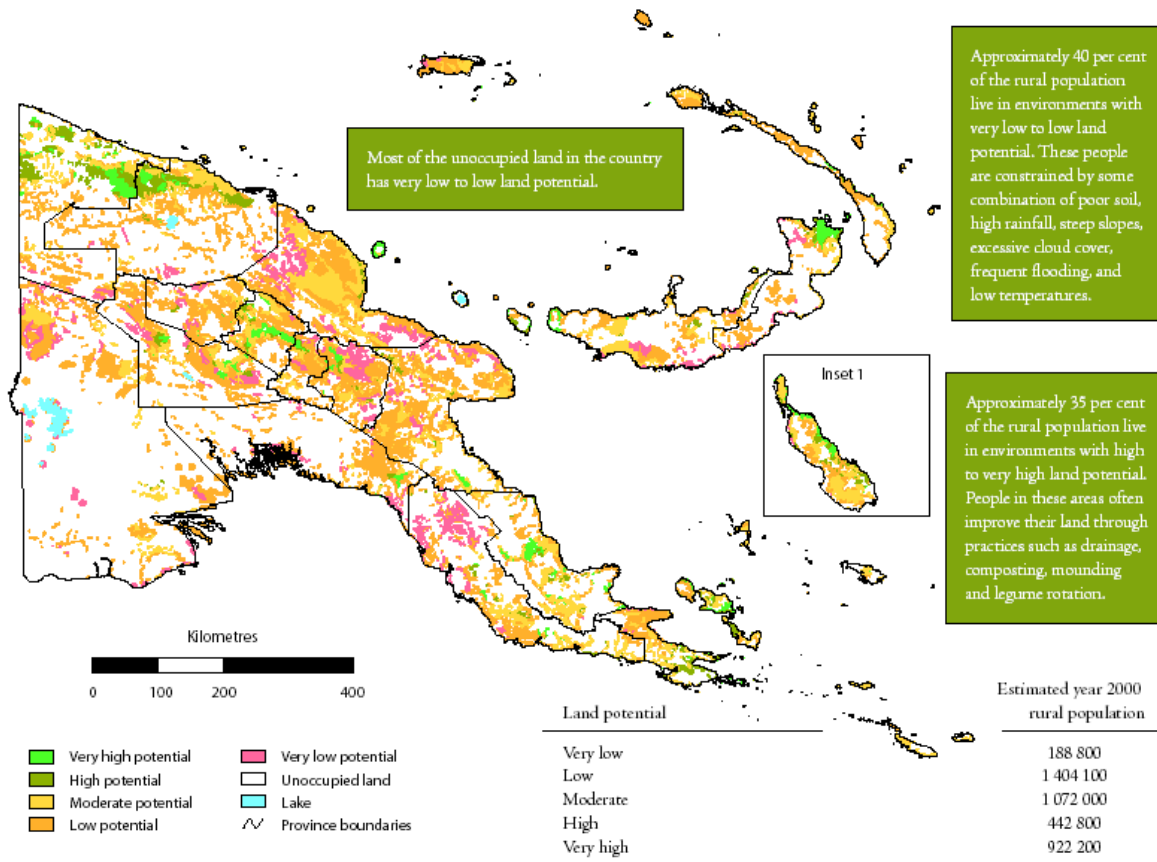 Most of the unoccupied land in the country
has very low to low land potential.
Approximately 40 per cent
of the rural population
live in environments with
very low to low land
potential. These people
are constrained by some
combination of poor soil,
high rainfall, steep slopes,
excessive cloud cover,
frequent flooding, and
low temperatures.
Inset 1
Approximately 35 per cent
of the rural population live
in environments with high
to very high land potential.
People in these areas often
improve their land through
practices such as drainage,
composting, mounding
and legume rotation.
Kilometres
0 100 200 400
Very high potential
High potential
Moderate potential
Low potential
Very low potential
Unoccupied land
Lake
Province boundaries
Land potential Estimated year 2000
rural population
Very low 188 800
Low 1 404 100
Moderate 1 072 000
High 442 800
Very high 922 200